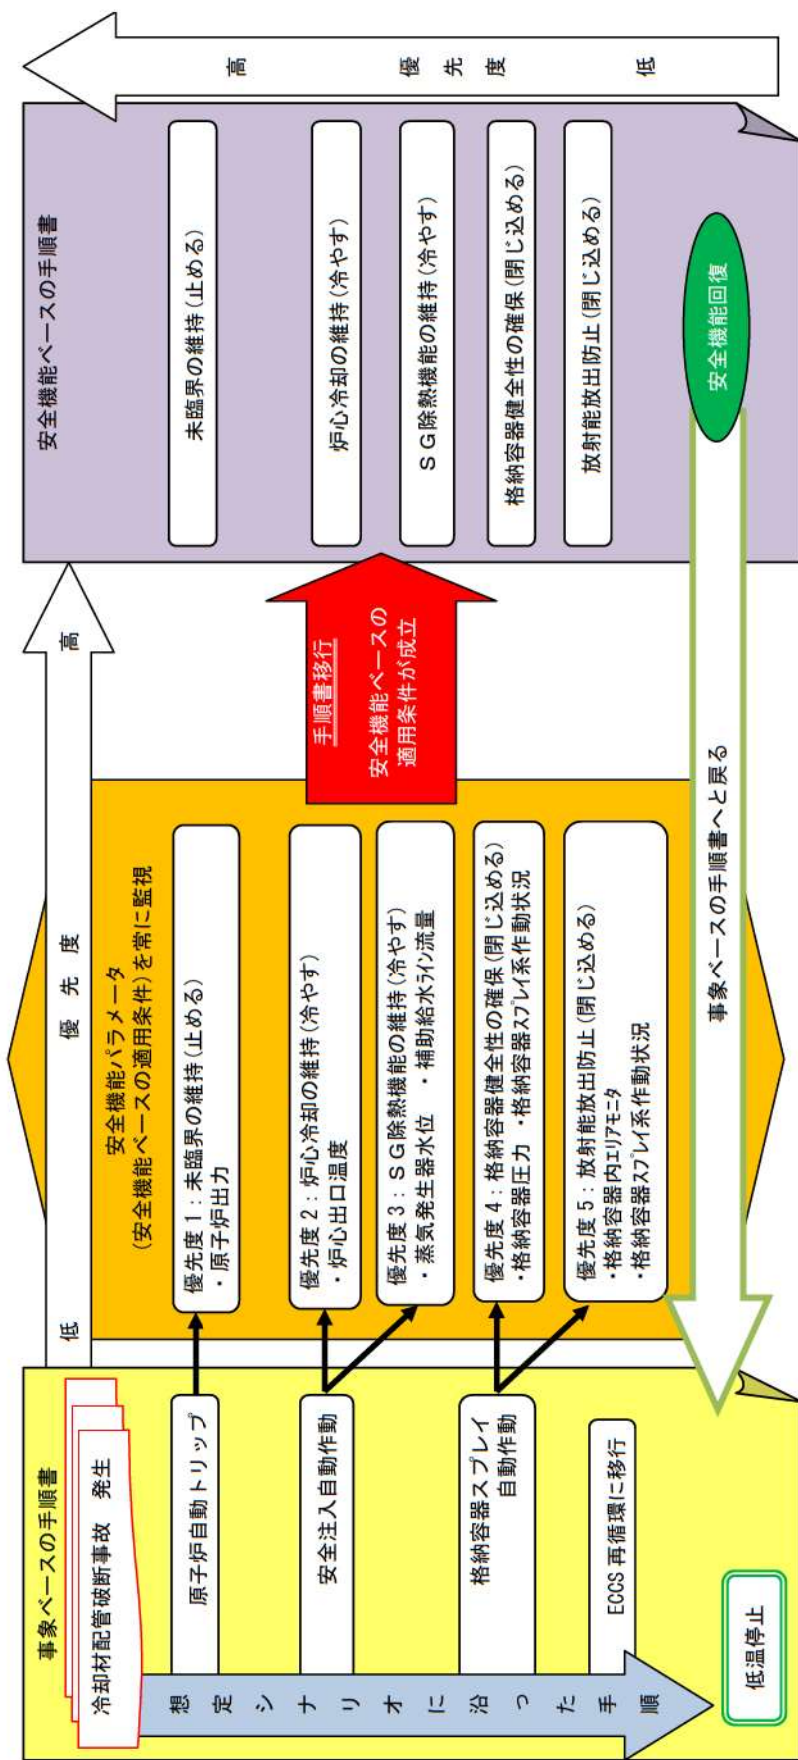 事象ベースの手順書
冷却材配管破断事故　発生
想定シナリオに沿った手順
原子炉自動トリップ
安全注入自動作動
格納容器スプレイ
自動作動
ECCS 再循環に移行
低温停止
低　優先度　高
安全機能パラメータ
(安全機能ベースの適用条件)を常に監視
優先度1：未臨界の維持(止める)
・原子炉出力
優先度2：炉心冷却の維持(冷やす)
・炉心出口温度
優先度3：ＳＧ除熱機能の維持(冷やす)
・蒸気発生器水位　・補助給水ライン流量
優先度4：格納容器健全性の確保(閉じ込める)
・格納容器圧力　・格納容器スプレイ系作動状況
優先度5：放射能放出防止(閉じ込める)
・格納容器内エリアモニタ
・格納容器スプレイ系作動状況
手順書移行
安全機能ベースの
適用条件が成立
安全機能ベースの手順書
未臨界の維持(止める)
炉心冷却の維持(冷やす)
ＳＧ除熱機能の維持(冷やす)
格納容器健全性の確保(閉じ込める)
放射能放出防止(閉じ込める)
高　優先度　低
安全機能回復
事象ベースの手順書へと戻る